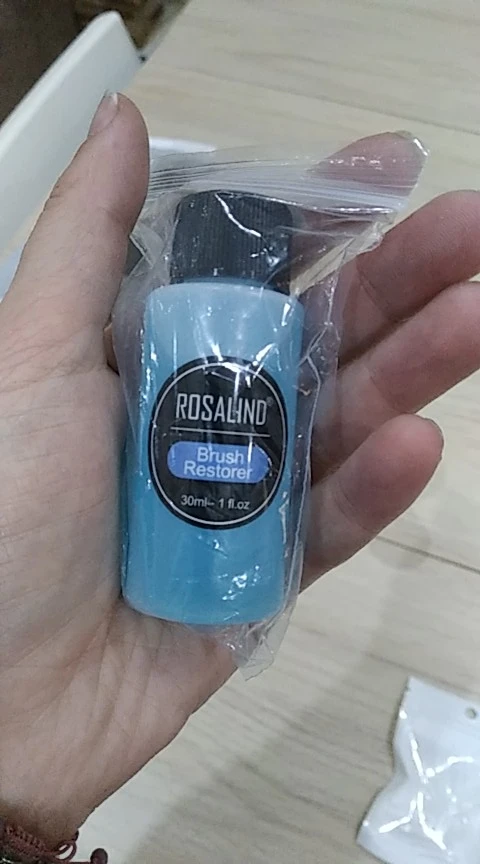 ROSALIND®
Brush
Restorer
30ml– 1 fl.oz